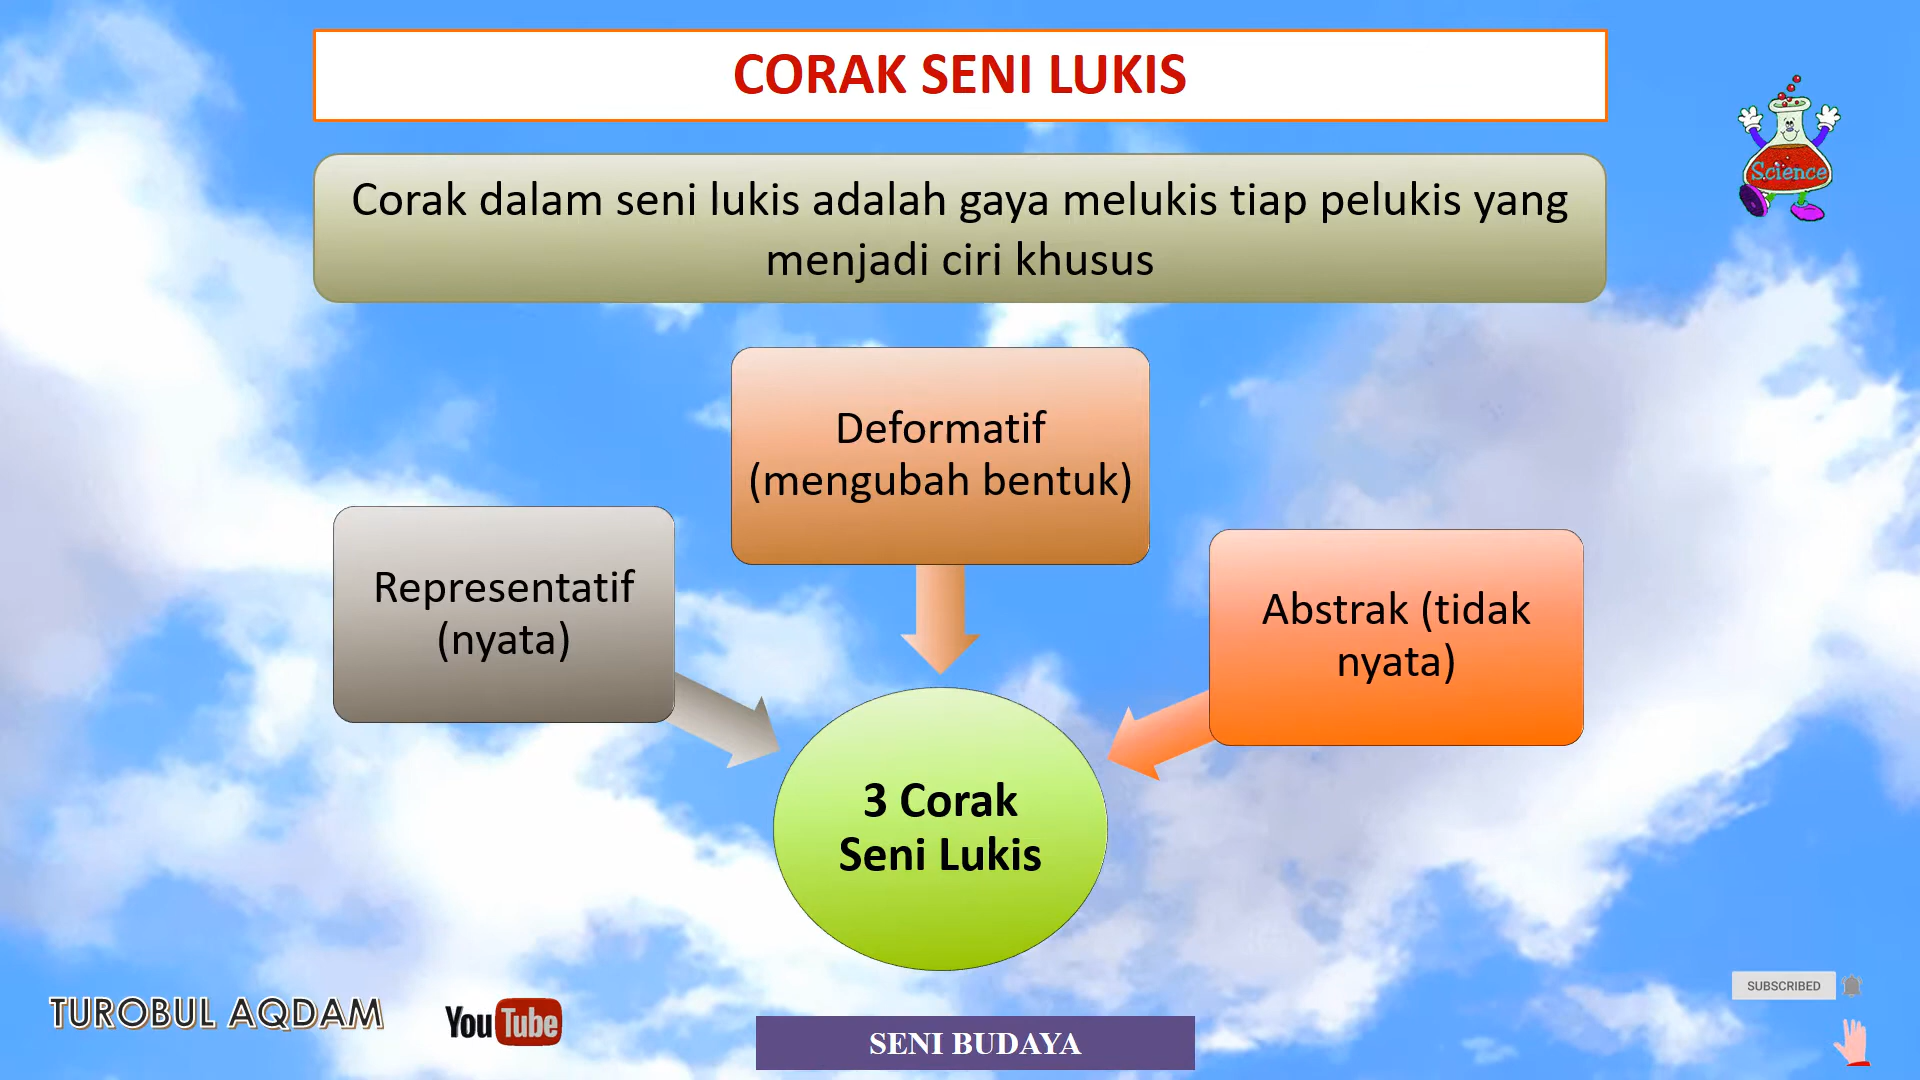 CORAK SENI LUKIS
Science
Corak dalam seni lukis adalah gaya melukis tiap pelukis yang
menjadi ciri khusus
Deformatif
(mengubah bentuk)
Representatif
(nyata)
Abstrak (tidak
nyata)
3 Corak
Seni Lukis
SUBSCRIBED
TUROBUL AQDAM
YouTube
SENI BUDAYA